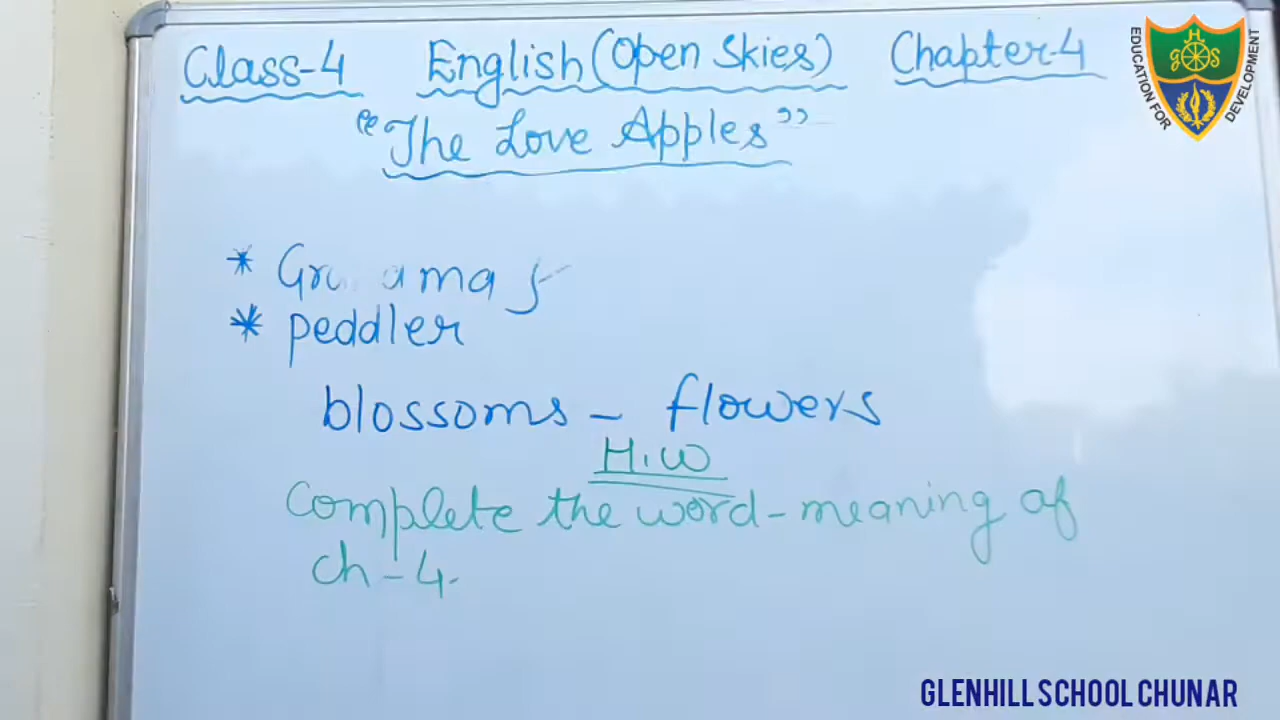 Class-4 English (Open Skies) Chapter-4
"The Love Apples"
* 
* peddler
blossoms - flowers
H.W
Complete the word-meaning of
ch-4.
EDUCATION FOR DEVELOPMENT
G H S
GLENHILL SCHOOL CHUNAR